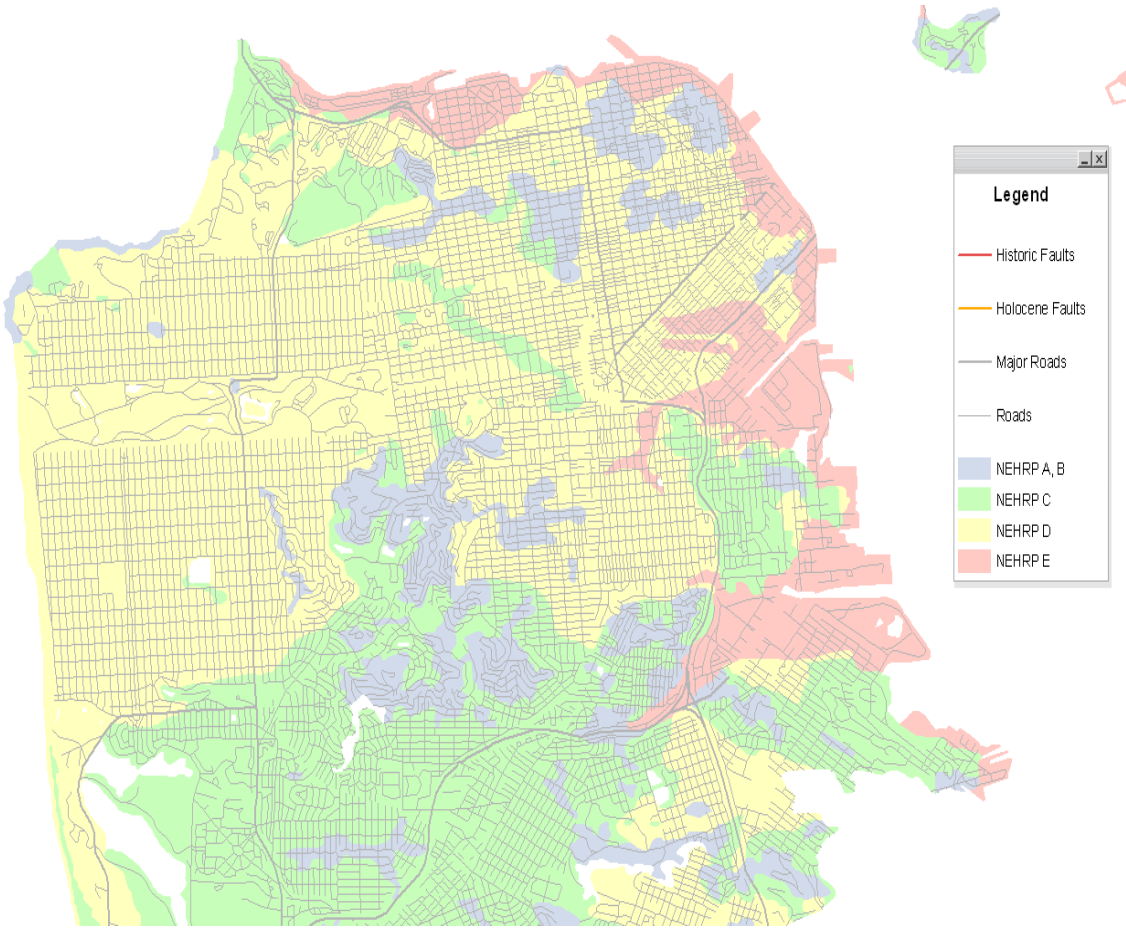 Legend
Historic Faults
Holocene Faults
Major Roads
Roads
NEHRP A, B
NEHRP C
NEHRP D
NEHRP E